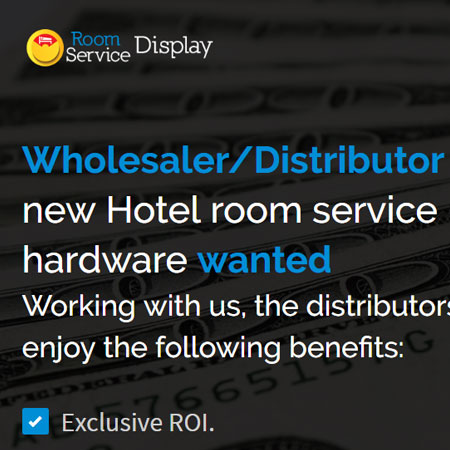 Room
Service Display
Wholesaler/Distributor
new Hotel room service
hardware wanted
Working with us, the distributors
enjoy the following benefits:
Exclusive ROI.